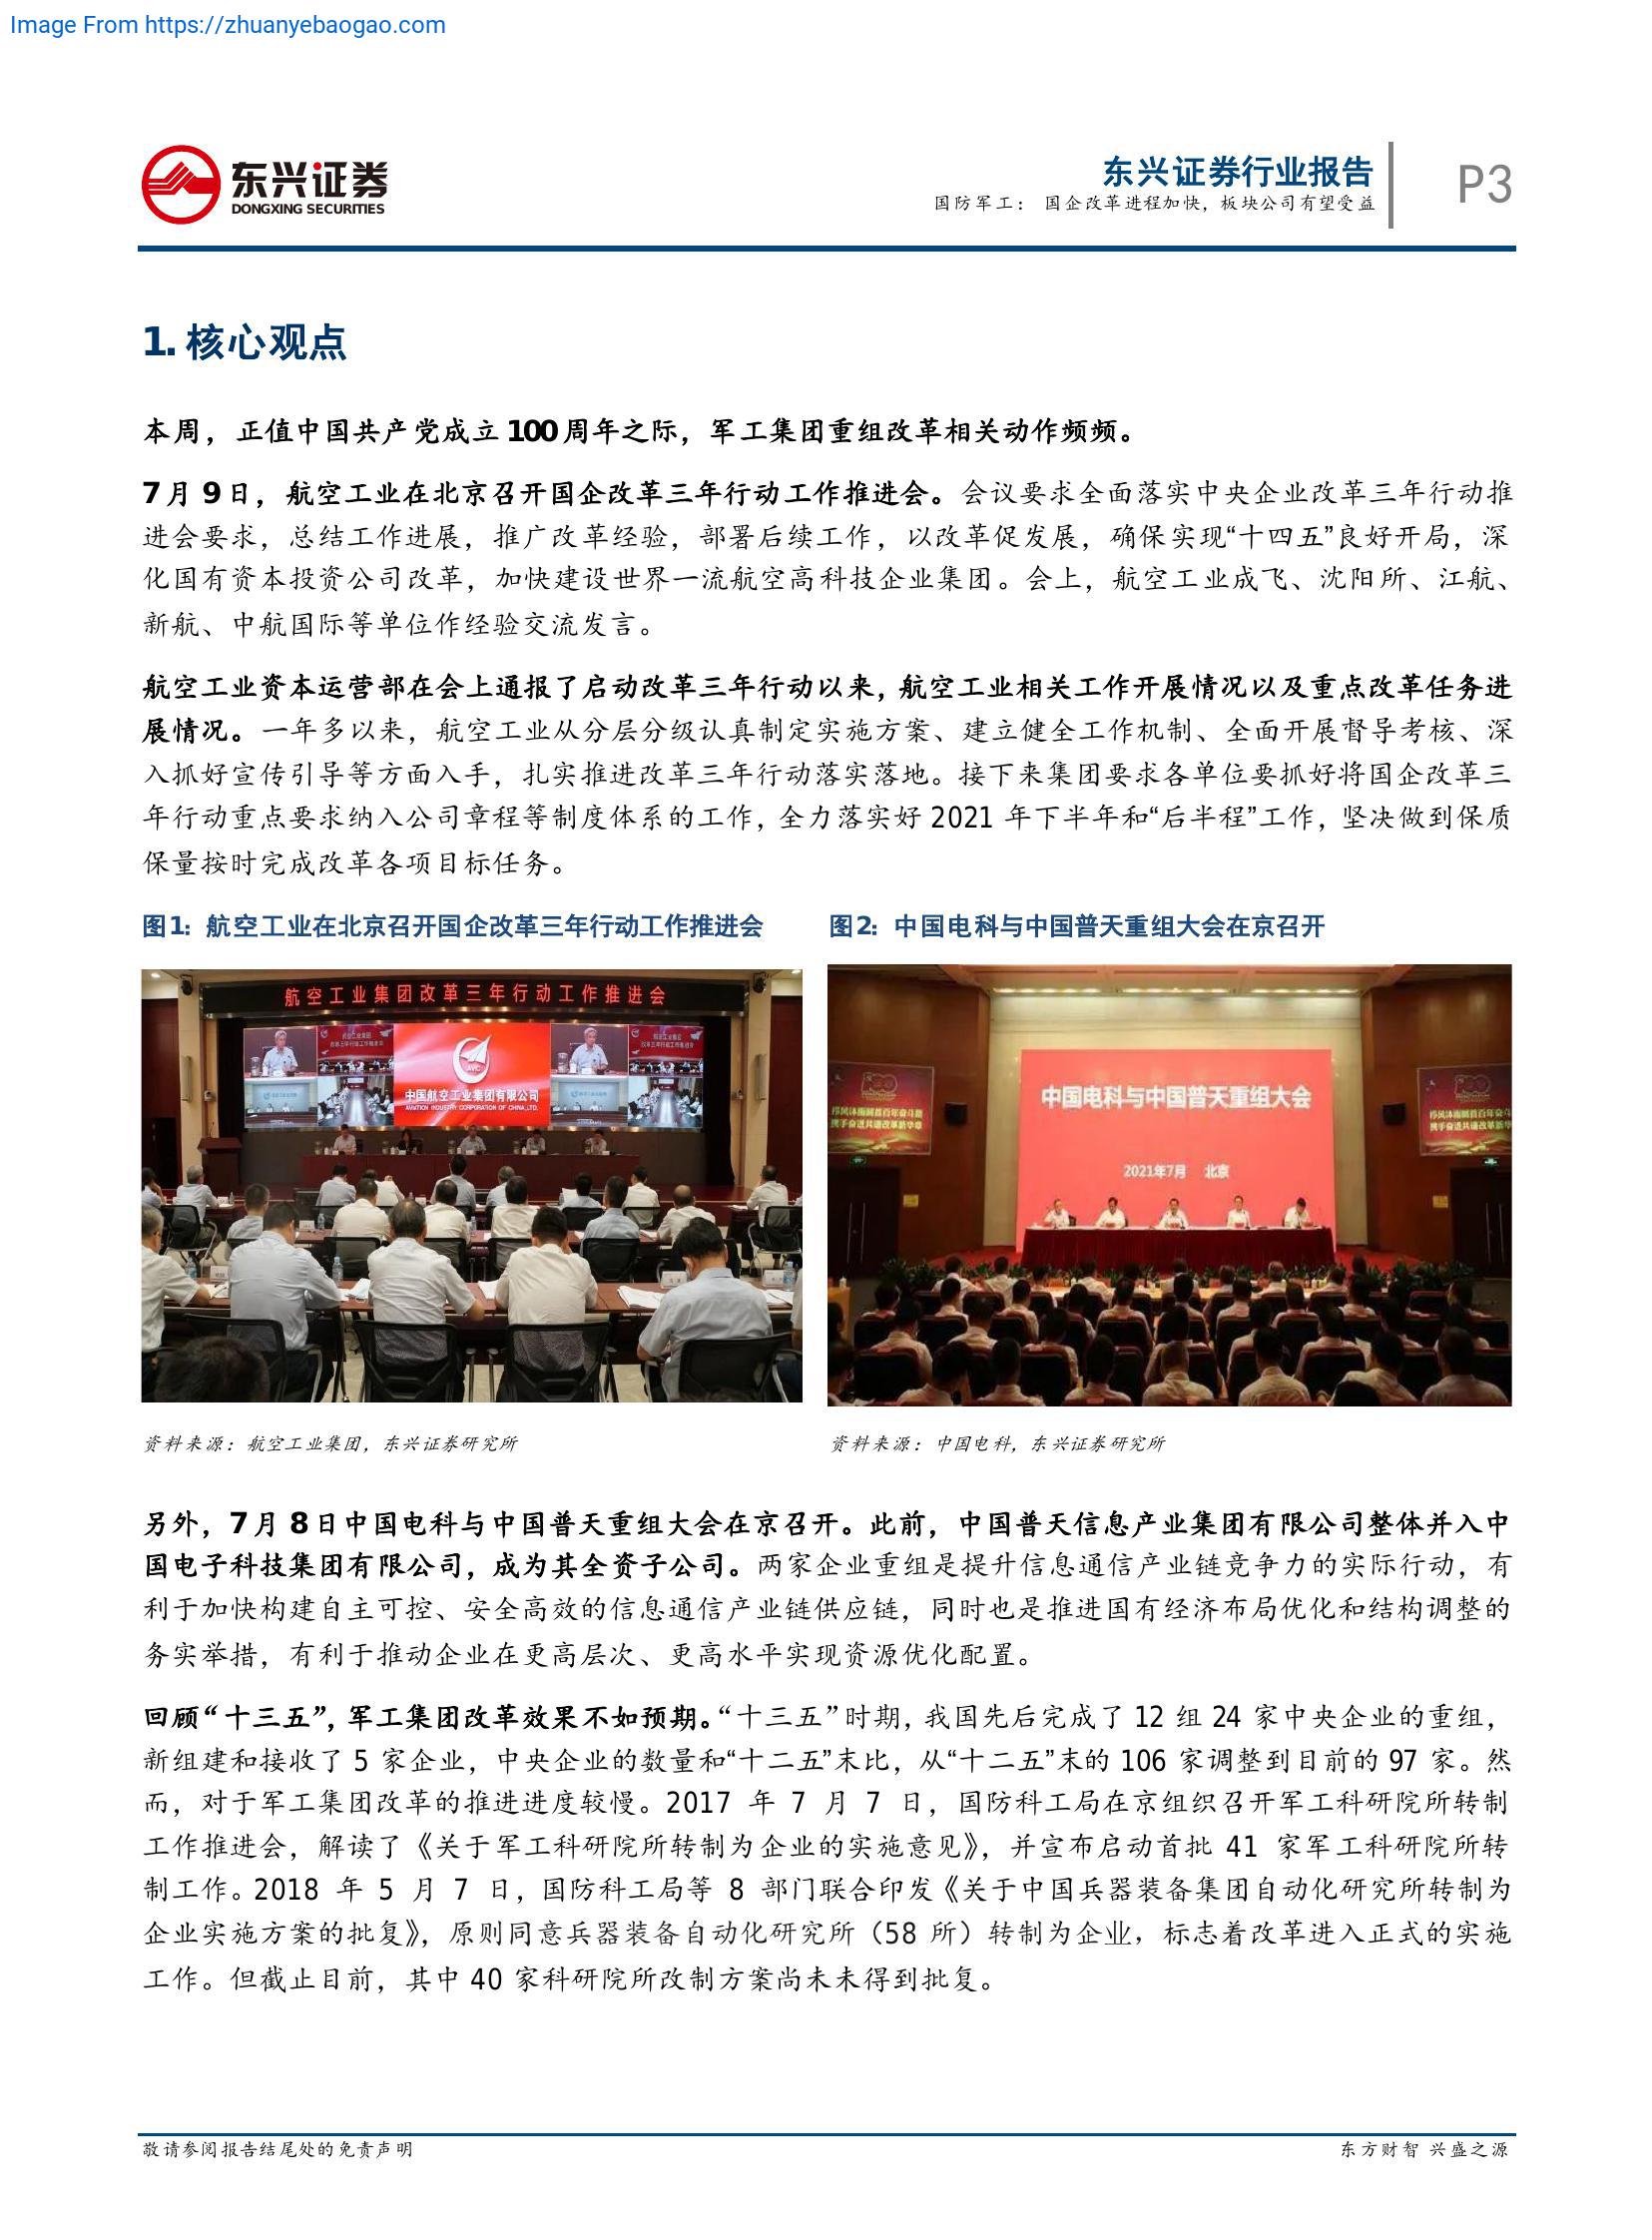 Image From https://zhuanyebaogao.com
东兴证券
DONGXING SECURITIES
东兴证券行业报告
国防军工： 国企改革进程加快，板块公司有望受益
P3
1. 核心观点
本周，正值中国共产党成立 100 周年之际，军工集团重组改革相关动作频频。
7 月 9 日，航空工业在北京召开国企改革三年行动工作推进会。会议要求全面落实中央企业改革三年行动推
进会要求，总结工作进展，推广改革经验，部署后续工作，以改革促发展，确保实现“十四五”良好开局，深
化国有资本投资公司改革，加快建设世界一流航空高科技企业集团。会上，航空工业成飞、沈阳所、江航、
新航、中航国际等单位作经验交流发言。
航空工业资本运营部在会上通报了启动改革三年行动以来，航空工业相关工作开展情况以及重点改革任务进
展情况。一年多以来，航空工业从分层分级认真制定实施方案、建立健全工作机制、全面开展督导考核、深
入抓好宣传引导等方面入手，扎实推进改革三年行动落实落地。接下来集团要求各单位要抓好将国企改革三
年行动重点要求纳入公司章程等制度体系的工作，全力落实好 2021 年下半年和“后半程”工作，坚决做到保质
保量按时完成改革各项目标任务。
图1：航空工业在北京召开国企改革三年行动工作推进会
图2：中国电科与中国普天重组大会在京召开
航空工业集团改革三年行动工作推进会
AVIC
中国航空工业集团有限公司
AVIATION INDUSTRY CORPORATION OF CHINA,LTD.
中国电科与中国普天重组大会
2021年7月 北京
资料来源：航空工业集团，东兴证券研究所
资料来源：中国电科，东兴证券研究所
另外，7 月 8 日中国电科与中国普天重组大会在京召开。此前，中国普天信息产业集团有限公司整体并入中
国电子科技集团有限公司，成为其全资子公司。两家企业重组是提升信息通信产业链竞争力的实际行动，有
利于加快构建自主可控、安全高效的信息通信产业链供应链，同时也是推进国有经济布局优化和结构调整的
务实举措，有利于推动企业在更高层次、更高水平实现资源优化配置。
回顾“十三五”，军工集团改革效果不如预期。“十三五”时期，我国先后完成了 12 组 24 家中央企业的重组，
新组建和接收了 5 家企业，中央企业的数量和“十二五”末比，从“十二五”末的 106 家调整到目前的 97 家。然
而，对于军工集团改革的推进进度较慢。2017 年 7 月 7 日，国防科工局在京组织召开军工科研院所转制
工作推进会，解读了《关于军工科研院所转制为企业的实施意见》，并宣布启动首批 41 家军工科研院所转
制工作。2018 年 5 月 7 日，国防科工局等 8 部门联合印发《关于中国兵器装备集团自动化研究所转制为
企业实施方案的批复》，原则同意兵器装备自动化研究所（58 所）转制为企业，标志着改革进入正式的实施
工作。但截止目前，其中 40 家科研院所改制方案尚未未得到批复。
敬请参阅报告结尾处的免责声明
东方财智 兴盛之源